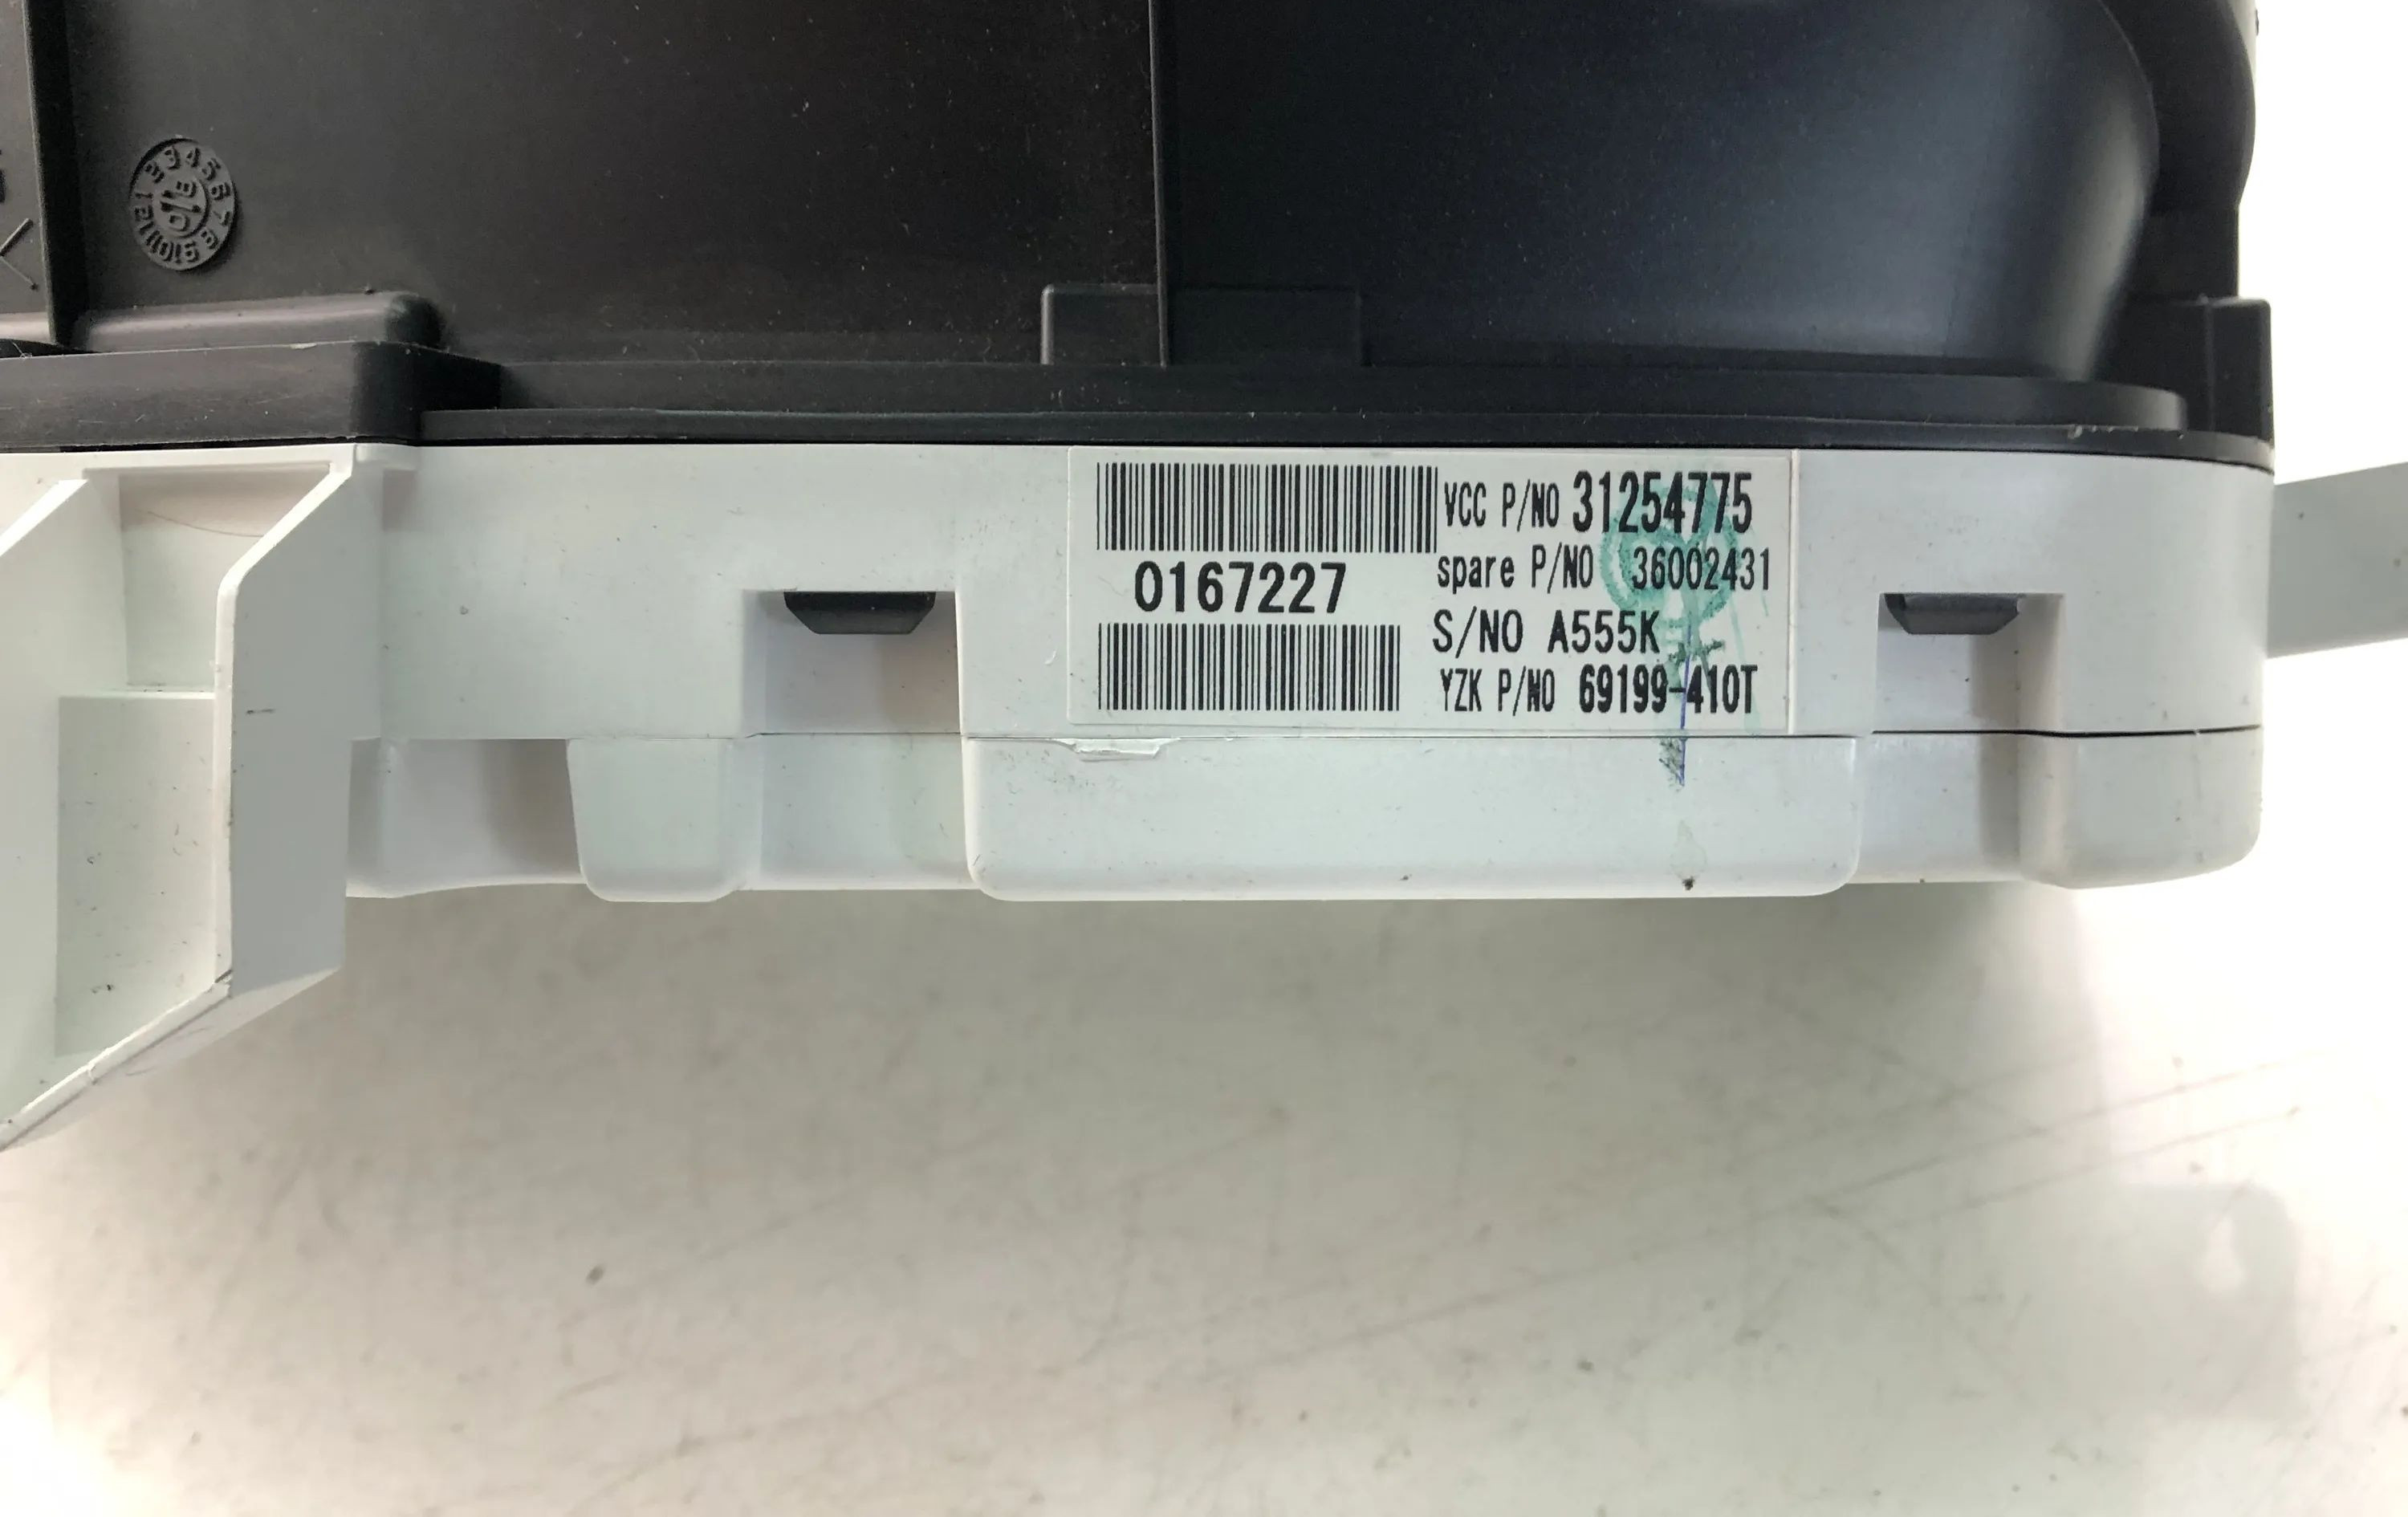 VCC P/NO 31254775
spare P/NO 36002431
0167227
S/NO A555K
YZK P/NO 69199-410T